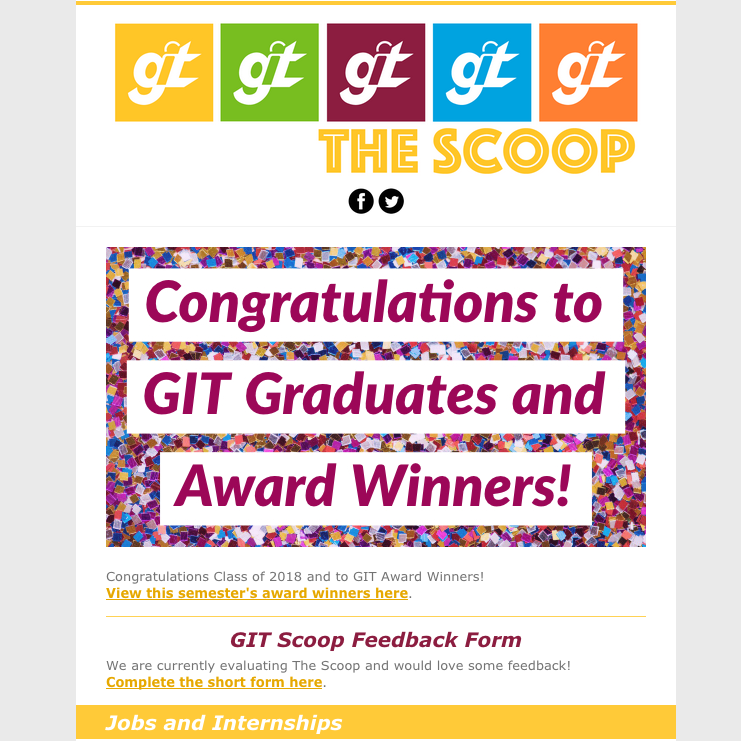 git git git git git
THE SCOOP
Congratulations to
GIT Graduates and
Award Winners!
Congratulations Class of 2018 and to GIT Award Winners!
View this semester's award winners here.
GIT Scoop Feedback Form
We are currently evaluating The Scoop and would love some feedback!
Complete the short form here.
Jobs and Internships